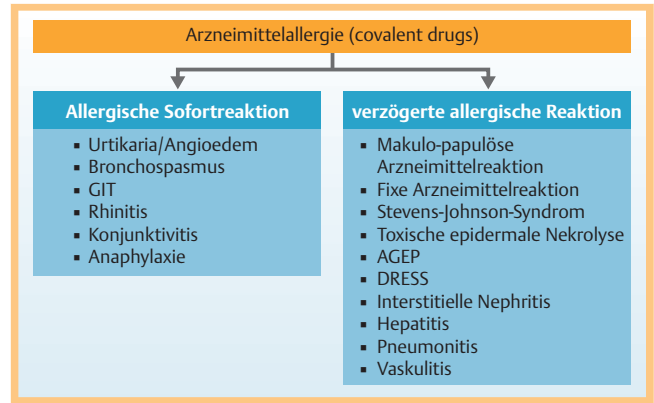 Arzneimittelallergie (covalent drugs)
Allergische Sofortreaktion
▪ Urtikaria/Angioedem
▪ Bronchospasmus
▪ GIT
▪ Rhinitis
▪ Konjunktivitis
▪ Anaphylaxie
verzögerte allergische Reaktion
▪ Makulo-papulöse
Arzneimittelreaktion
▪ Fixe Arzneimittelreaktion
▪ Stevens-Johnson-Syndrom
▪ Toxische epidermale Nekrolyse
▪ AGEP
▪ DRESS
▪ Interstitielle Nephritis
▪ Hepatitis
▪ Pneumonitis
▪ Vaskulitis